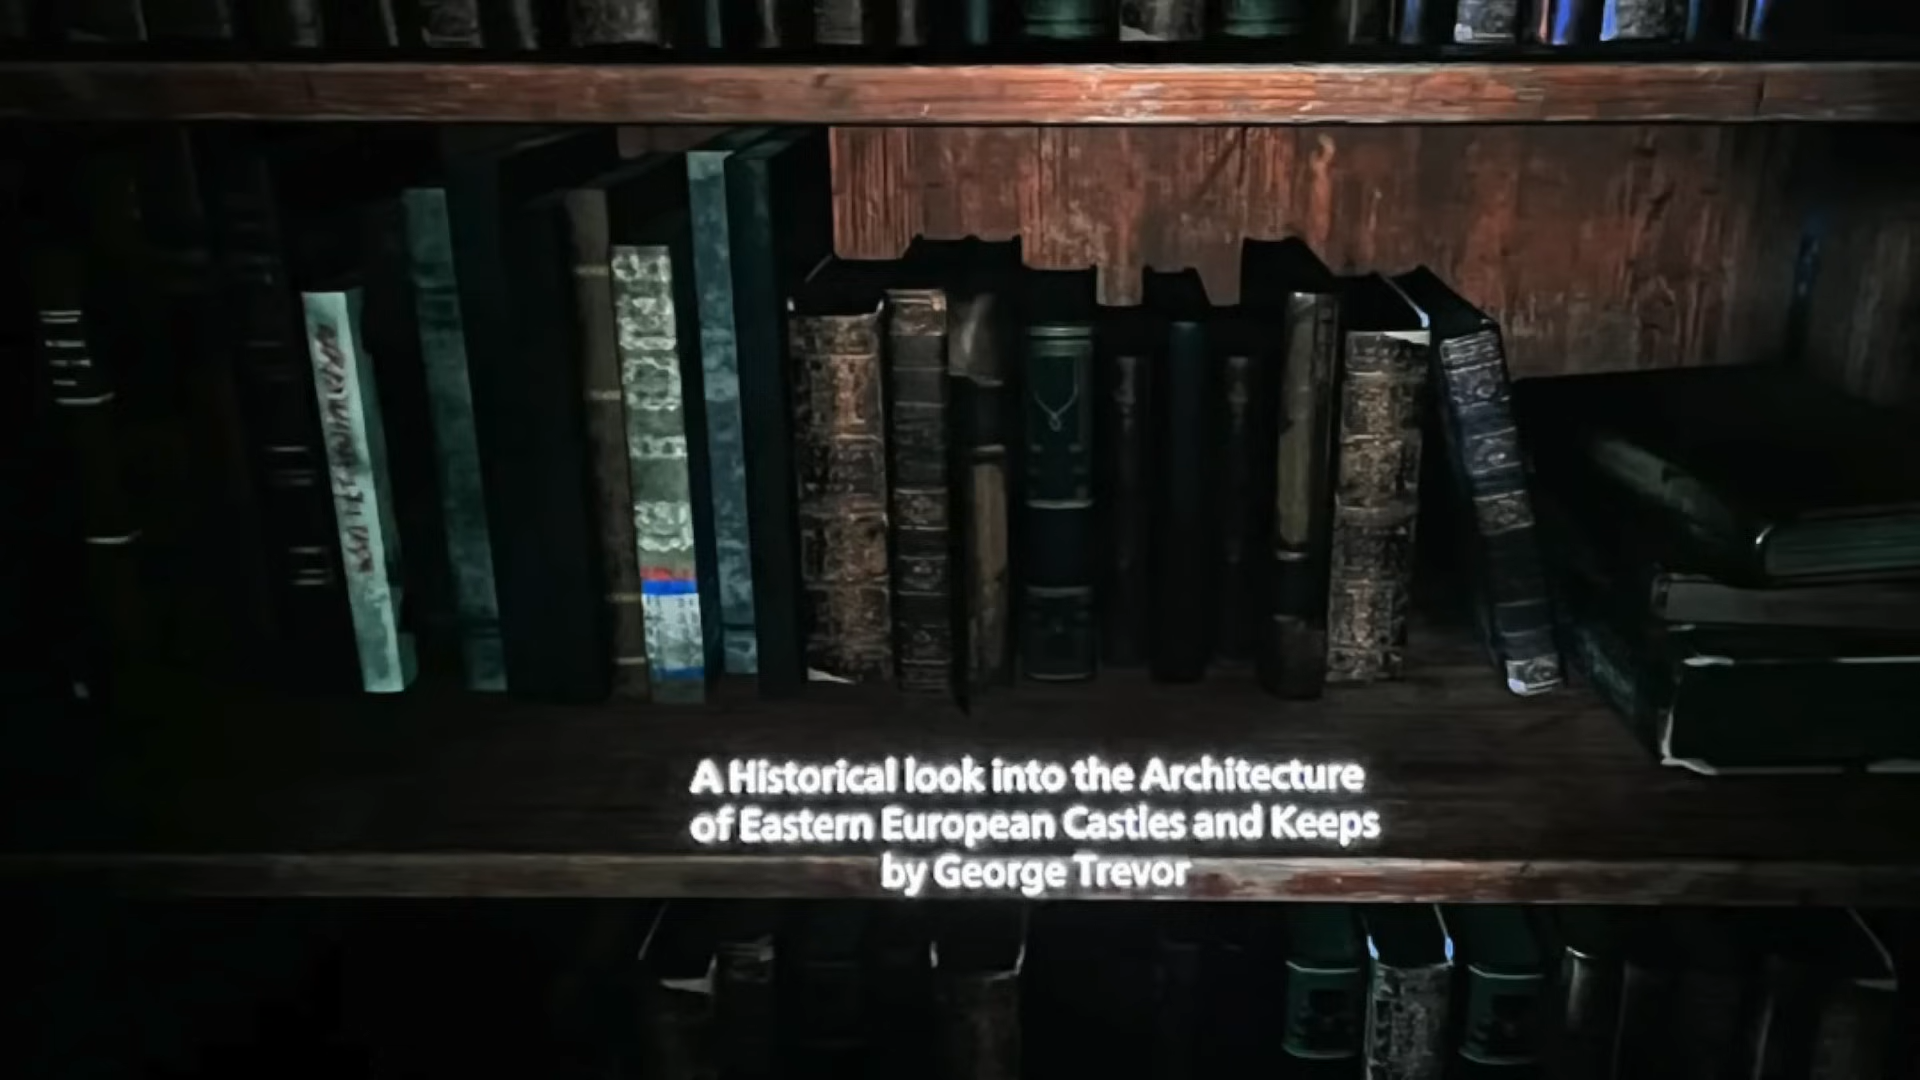 A Historical look into the Architecture
of Eastern European Castles and Keeps
by George Trevor